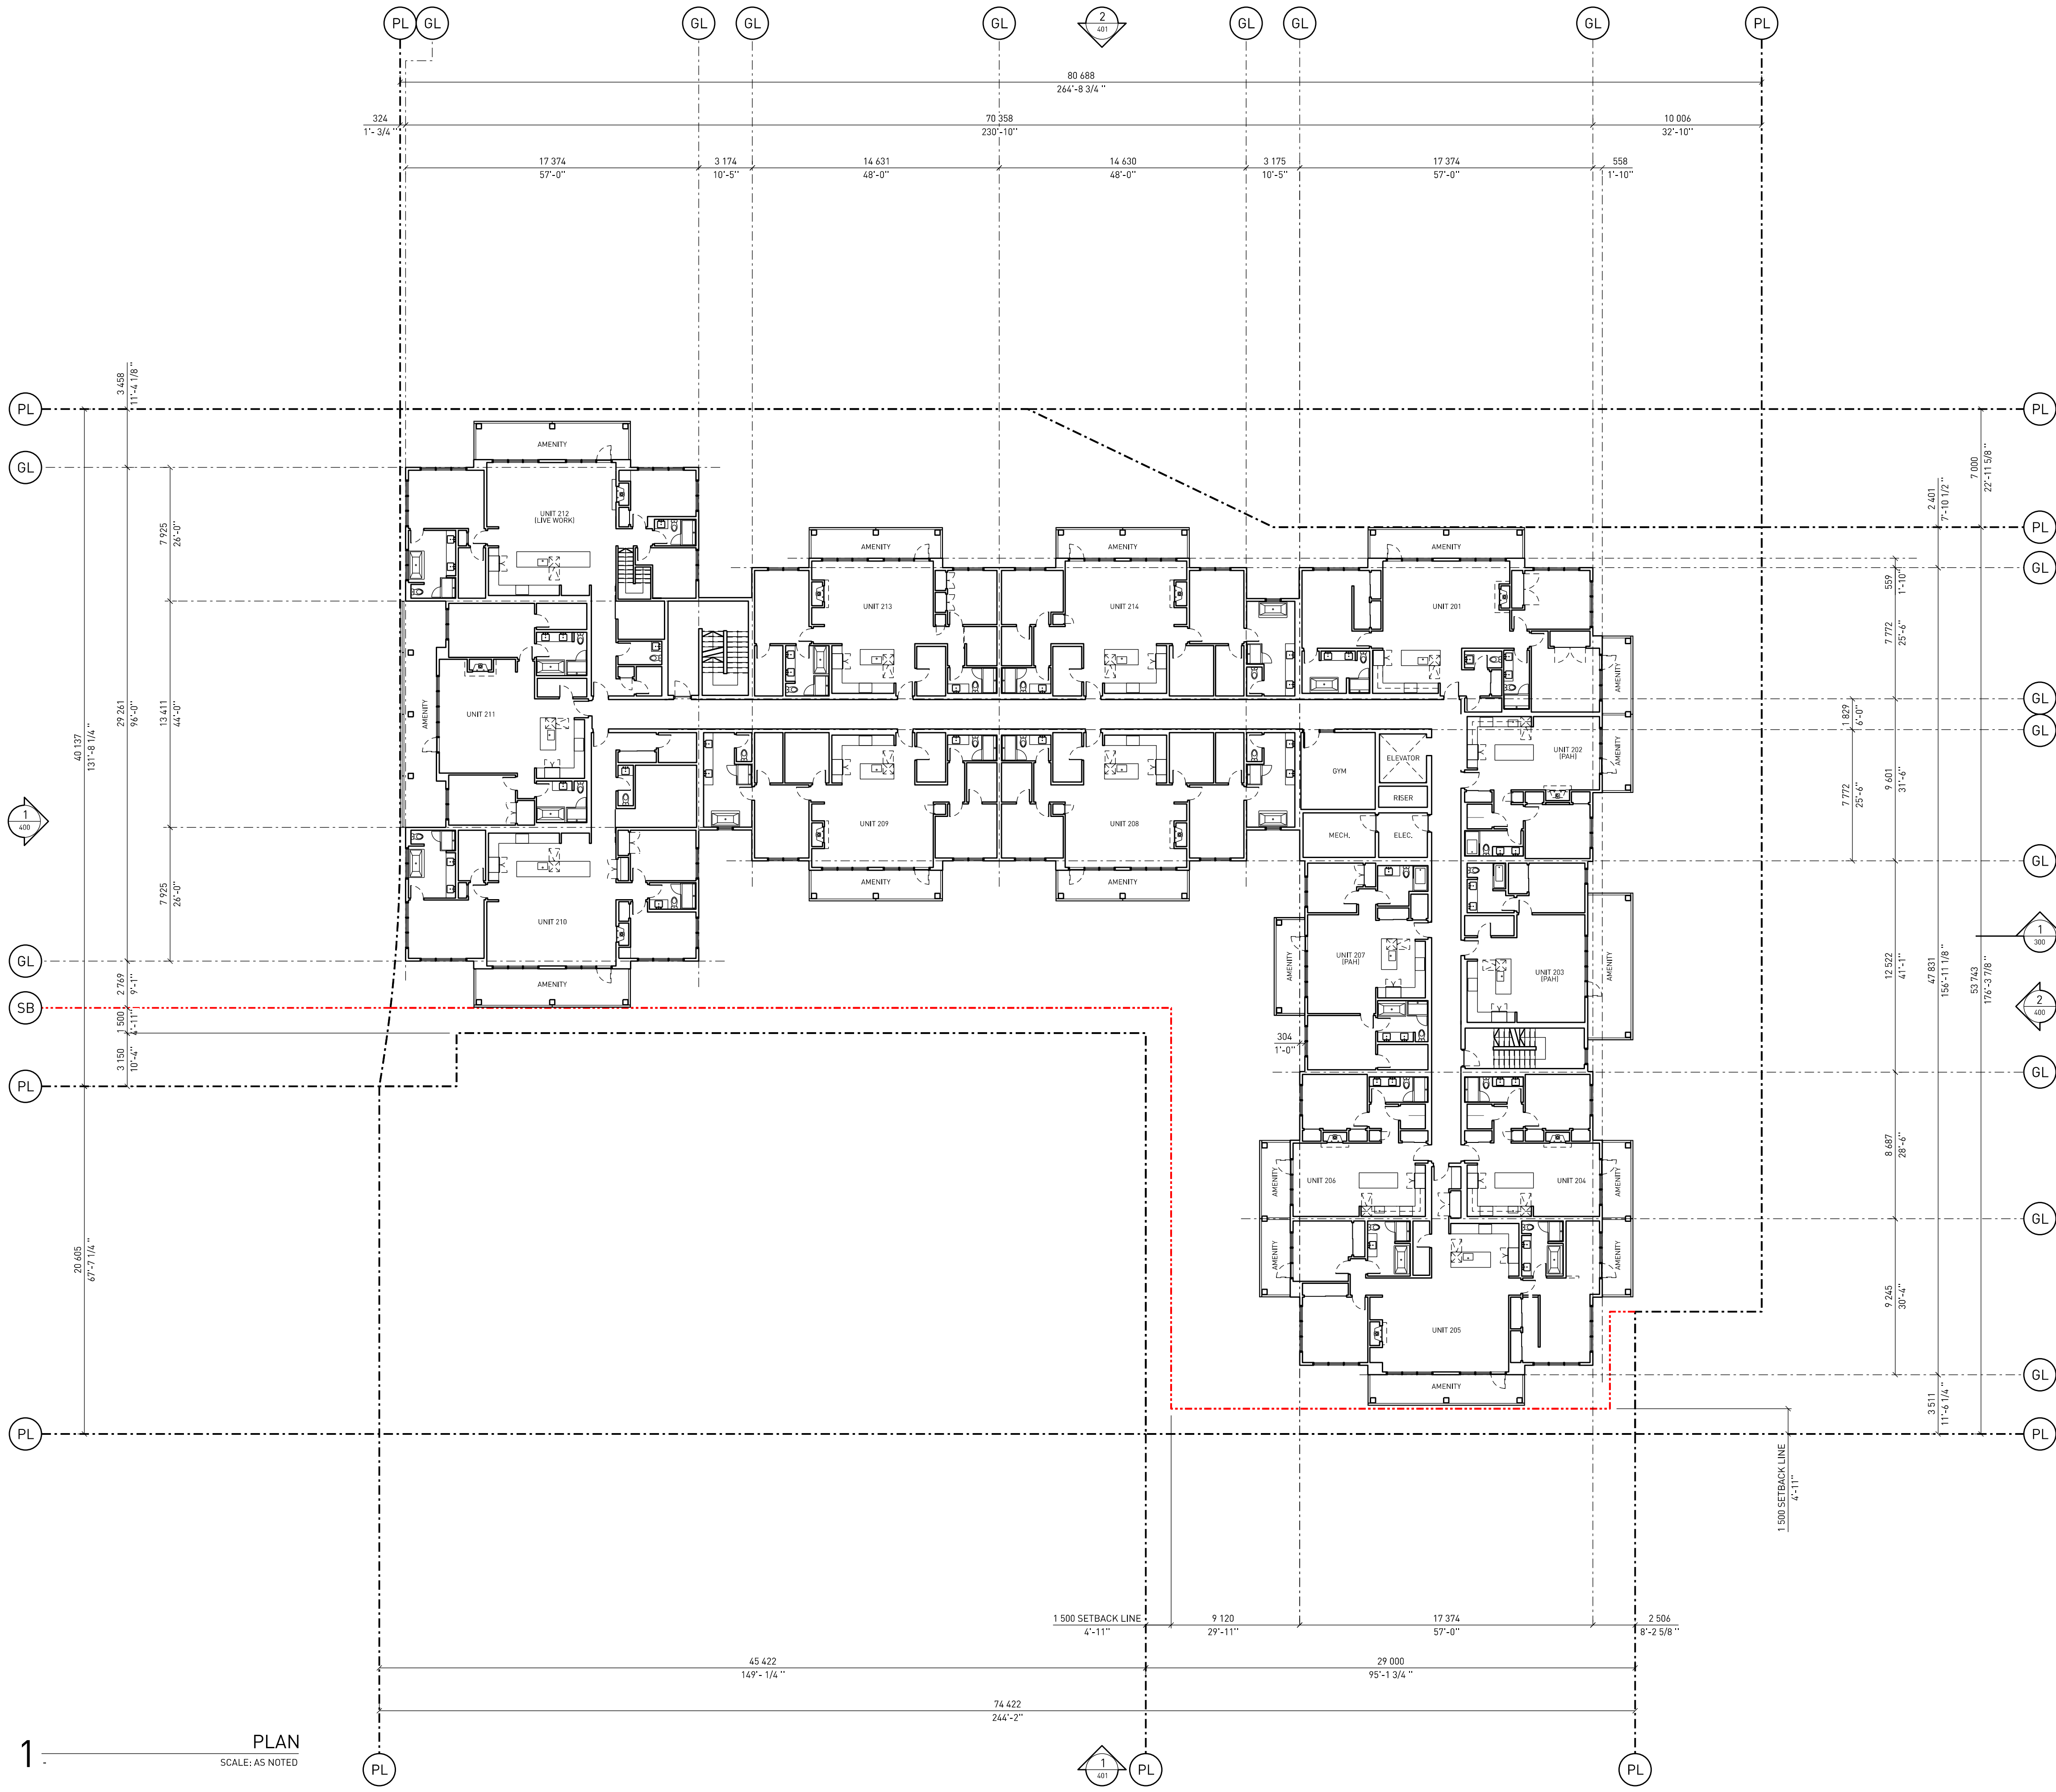 PL
GL
GL
GL
GL
GL
GL
GL
PL
2
401
80 688
264'-8 3/4 "
324
1'- 3/4 "
70 358
230'-10"
10 006
32'-10"
17 374
57'-0"
3 174
10'-5"
14 631
48'-0"
14 630
48'-0"
3 175
10'-5"
17 374
57'-0"
558
1'-10"
3 458
11'-4 1/8 "
PL
PL
GL
7 000
22'-11 5/8 "
2 401
7'-10 1/2 "
PL
GL
AMENITY
UNIT 212
(LIVE WORK)
7 925
26'-0"
AMENITY
AMENITY
AMENITY
UNIT 213
UNIT 214
UNIT 201
559
1'-10"
7 772
25'-6"
AMENITY
GL
GL
AMENITY
UNIT 211
13 411
44'-0"
29 261
96'-0"
40 137
131'-8 1/4 "
1 829
6'-0"
GYM
ELEVATOR
RISER
UNIT 202
(PAH)
AMENITY
9 601
31'-6"
7 772
25'-6"
1
400
UNIT 209
UNIT 208
MECH.
ELEC.
GL
AMENITY
AMENITY
7 925
26'-0"
UNIT 210
AMENITY
AMENITY
UNIT 207
(PAH)
UNIT 203
(PAH)
AMENITY
12 522
41'-1"
47 831
156'-11 1/8 "
53 743
176'-3 7/8 "
1
300
GL
2 769
9'-1"
SB
1 500
4'-11"
3 150
10'-4"
PL
2
400
304
1'-0"
GL
AMENITY
UNIT 206
UNIT 204
AMENITY
8 687
28'-6"
GL
20 605
67'-7 1/4 "
AMENITY
AMENITY
UNIT 205
9 245
30'-4"
AMENITY
GL
3 511
11'-6 1/4 "
PL
PL
1 500 SETBACK LINE
4'-11"
1 500 SETBACK LINE
4'-11"
9 120
29'-11"
17 374
57'-0"
2 506
8'-2 5/8 "
45 422
149'- 1/4 "
29 000
95'-1 3/4 "
74 422
244'-2"
1
-
PLAN
SCALE: AS NOTED
PL
1
401
PL
PL